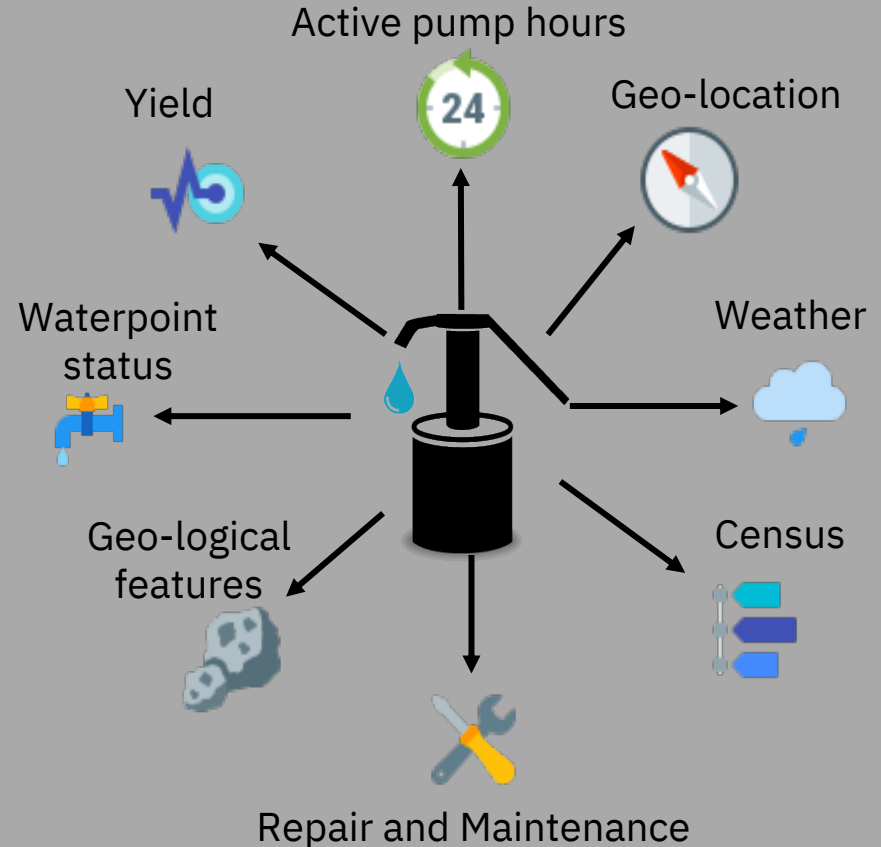 Active pump hours
24
Yield
Geo-location
Waterpoint
status
Weather
Geo-logical
features
Census
Repair and Maintenance